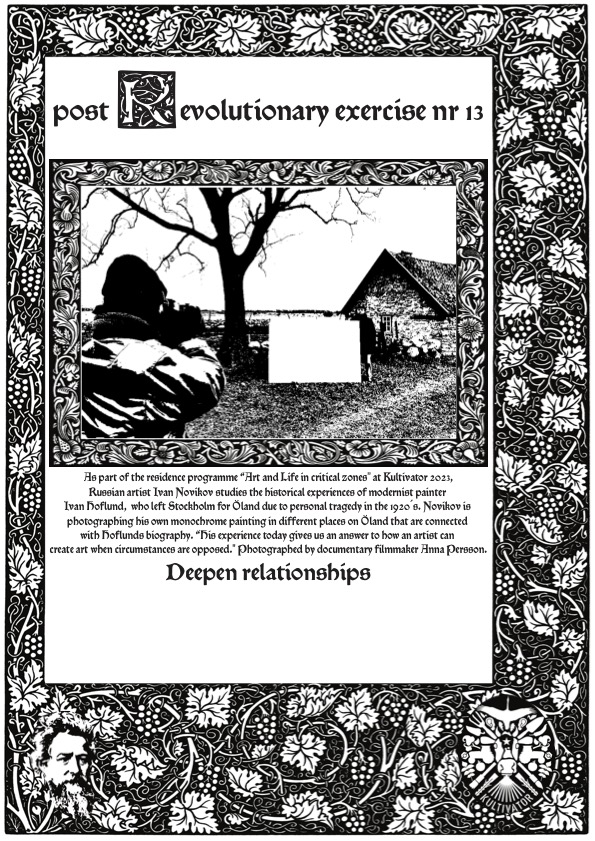 post Revolutionary exercise nr 13
As part of the residence programme “Art and Life in critical zones" at Kultivator 2023,
Russian artist Ivan Novikov studies the historical experiences of modernist painter
Ivan Hoflund, who left Stockholm for Öland due to personal tragedy in the 1920´s. Novikov is
photographing his own monochrome painting in different places on Öland that are connected
with Hoflunds biography. “His experience today gives us an answer to how an artist can
create art when circumstances are opposed." Photographed by documentary filmmaker Anna Persson.
Deepen relationships
KULTIVATOR